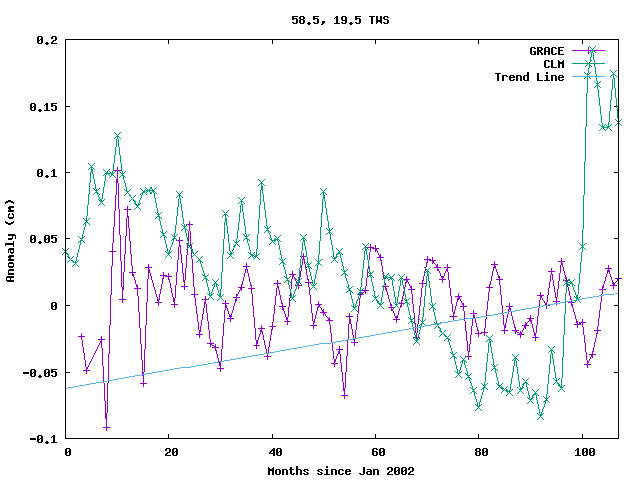 58.5, 19.5 TWS
GRACE
CLM
Trend Line
Anomaly (cm)
0.2
0.15
0.1
0.05
0
-0.05
-0.1
0 20 40 60 80 100
Months since Jan 2002